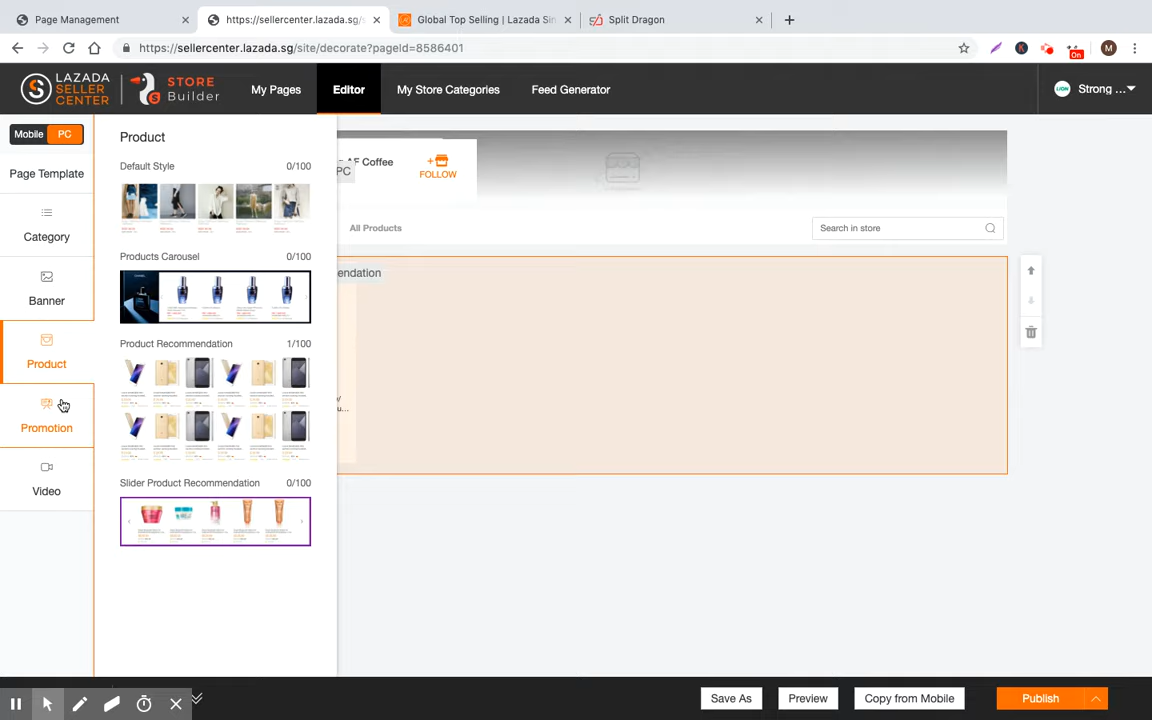 Page Management
https://sellercenter.lazada.sg/s
Global Top Selling | Lazada Sin
Split Dragon
https://sellercenter.lazada.sg/site/decorate?pageId=8586401
On
M
LAZADA
SELLER
CENTER
STORE
Builder
My Pages
Editor
My Store Categories
Feed Generator
LION
Strong ...
Mobile
PC
Page Template
Category
Banner
Product
Promotion
Video
Product
Default Style
0/100
Products Carousel
0/100
Product Recommendation
1/100
Slider Product Recommendation
0/100
AF Coffee
PC
+
FOLLOW
All Products
Search in store
endation
u...
Save As
Preview
Copy from Mobile
Publish